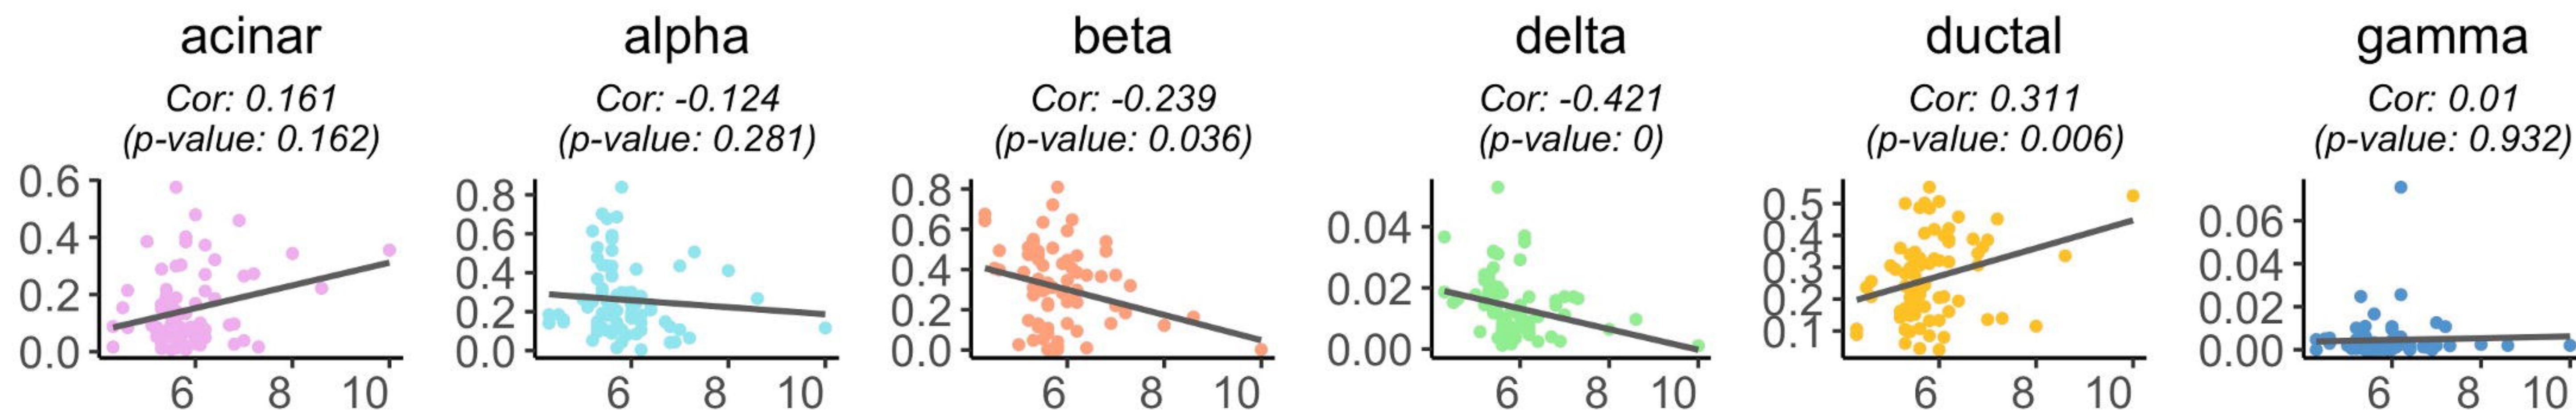 acinar
Cor: 0.161
(p-value: 0.162)
0.6
0.4
0.2
0.0
6 8 10
alpha
Cor: -0.124
(p-value: 0.281)
0.8
0.6
0.4
0.2
0.0
6 8 10
beta
Cor: -0.239
(p-value: 0.036)
0.8
0.6
0.4
0.2
0.0
6 8 10
delta
Cor: -0.421
(p-value: 0)
0.04
0.02
0.00
6 8 10
ductal
Cor: 0.311
(p-value: 0.006)
0.5
0.4
0.3
0.2
0.1
6 8 10
gamma
Cor: 0.01
(p-value: 0.932)
0.06
0.04
0.02
0.00
6 8 10